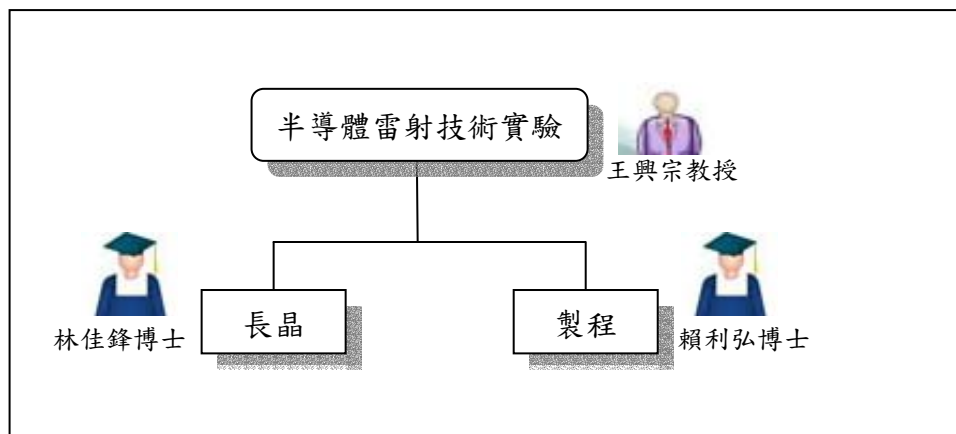 半導體雷射技術實驗
王興宗教授
林佳鋒博士
長晶
製程
賴利弘博士